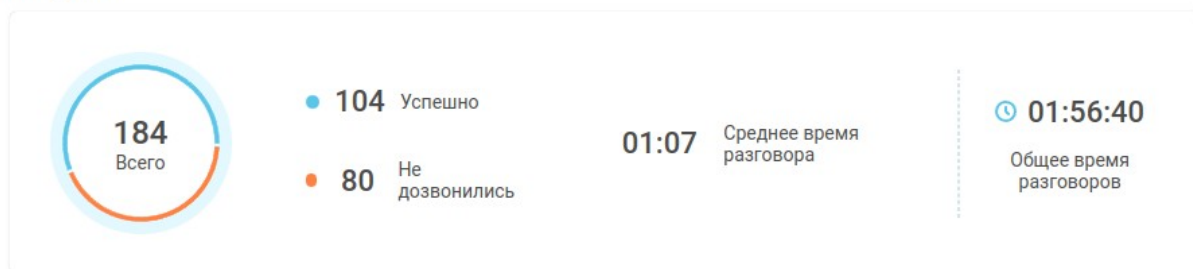 184
Всего
104 Успешно
80 Не
дозвонились
01:07 Среднее время
разговора
01:56:40
Общее время
разговоров